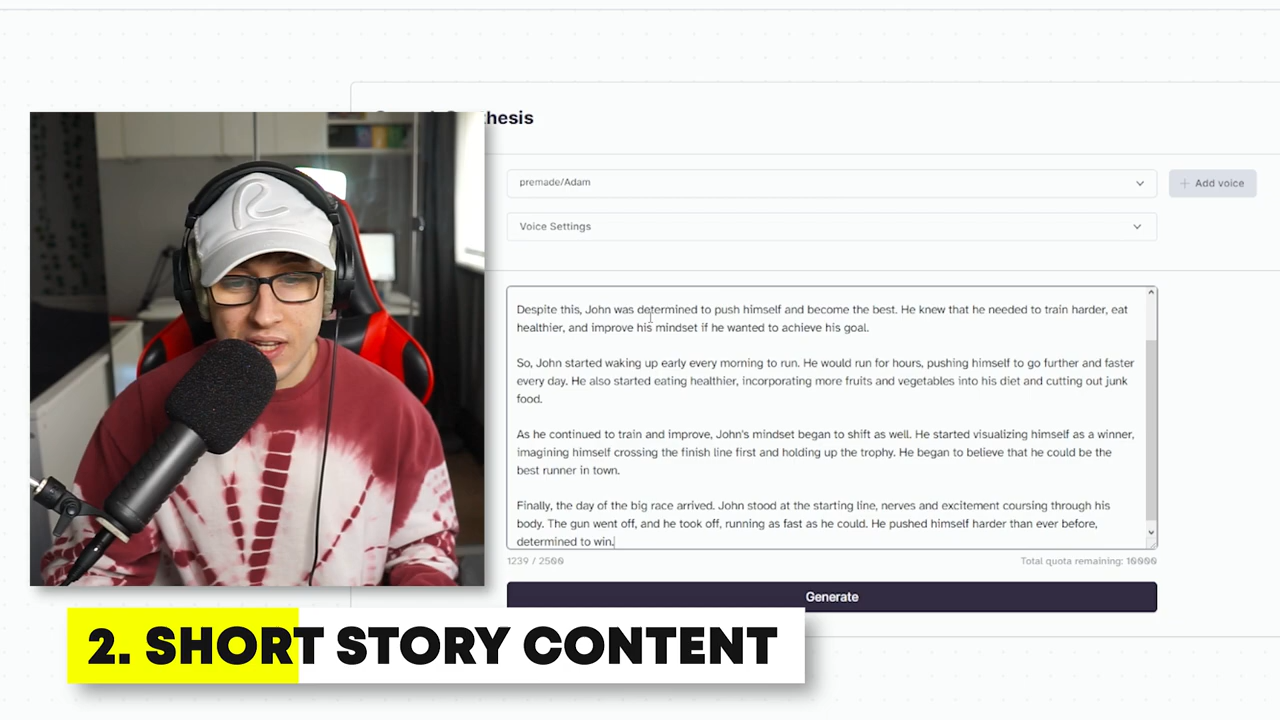 hesis
premade/Adam
+ Add voice
Voice Settings
Despite this, John was determined to push himself and become the best. He knew that he needed to train harder, eat
healthier, and improve his mindset if he wanted to achieve his goal.
So, John started waking up early every morning to run. He would run for hours, pushing himself to go further and faster
every day. He also started eating healthier, incorporating more fruits and vegetables into his diet and cutting out junk
food.
As he continued to train and improve, John's mindset began to shift as well. He started visualizing himself as a winner,
imagining himself crossing the finish line first and holding up the trophy. He began to believe that he could be the
best runner in town.
Finally, the day of the big race arrived. John stood at the starting line, nerves and excitement coursing through his
body. The gun went off, and he took off, running as fast as he could. He pushed himself harder than ever before,
determined to win.
1239 / 2500
Total quota remaining: 10000
Generate
2. SHORT STORY CONTENT